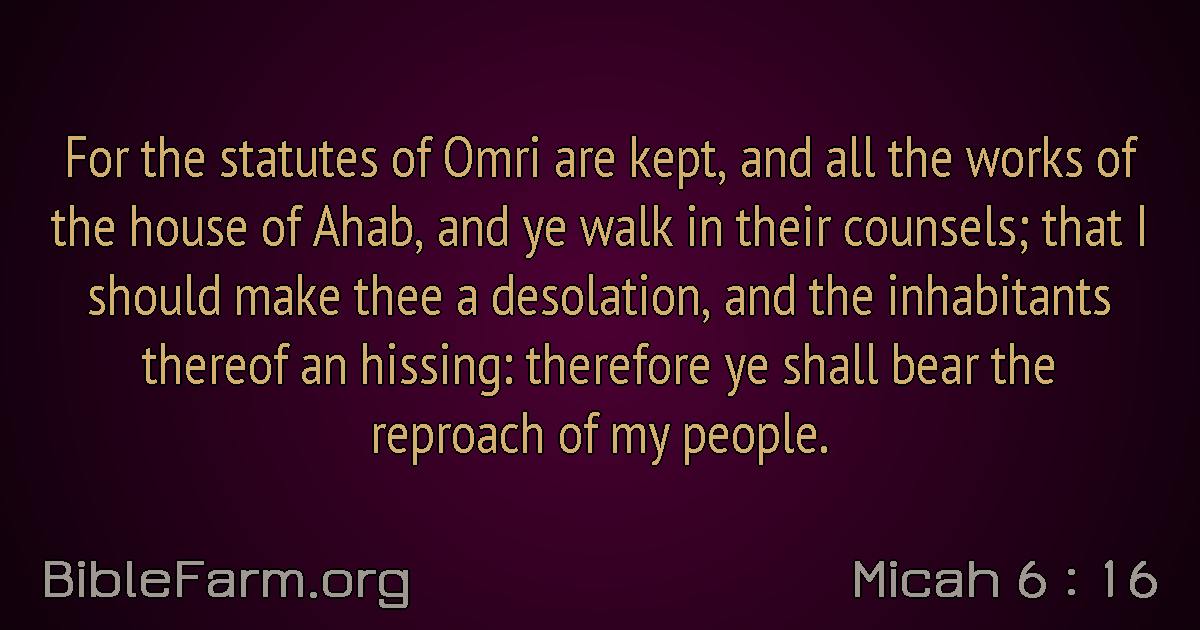 For the statutes of Omri are kept, and all the works of
the house of Ahab, and ye walk in their counsels; that I
should make thee a desolation, and the inhabitants
thereof an hissing: therefore ye shall bear the
reproach of my people.
BibleFarm.org
Micah 6 : 16